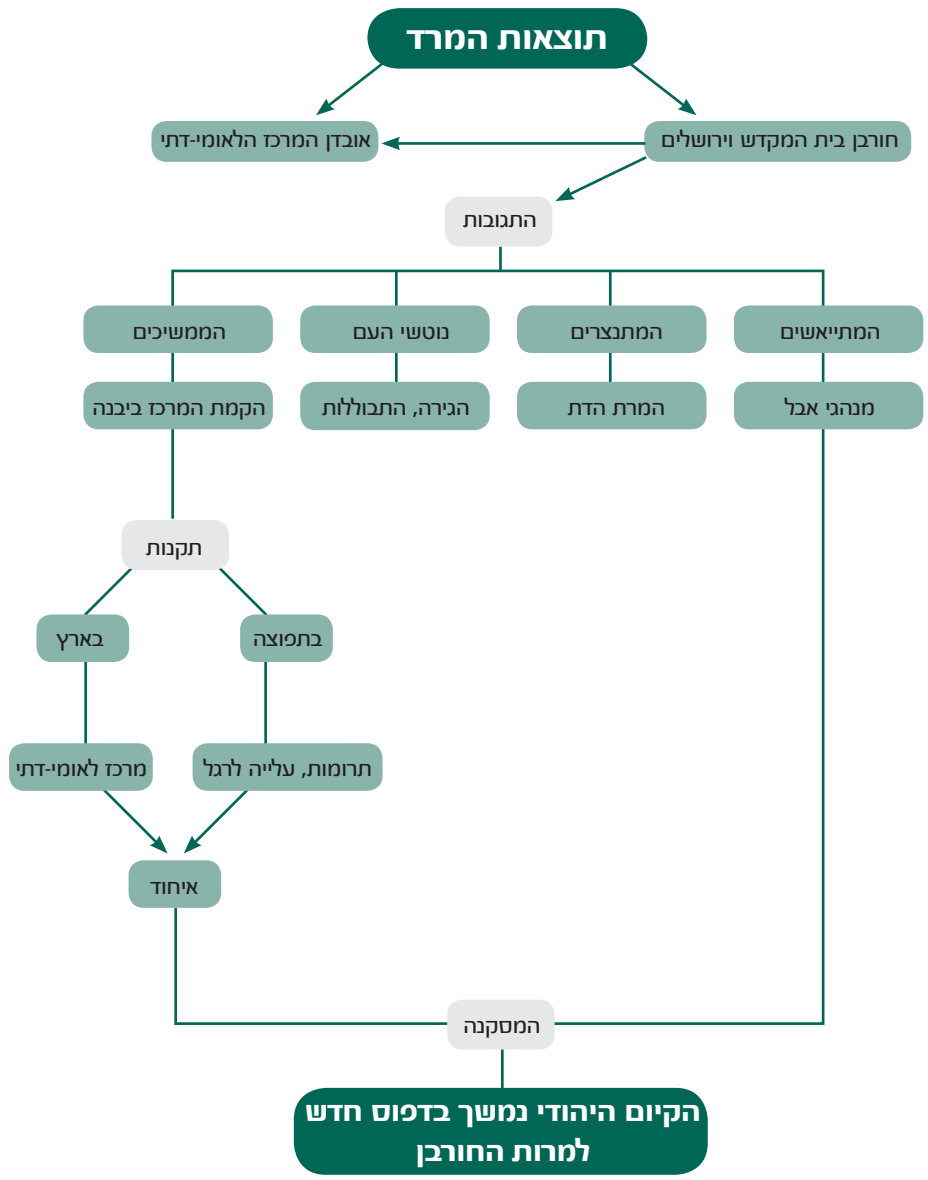 תוצאות המרד
חורבן בית המקדש וירושלים
אובדן המרכז הלאומי-דתי
התגובות
המתייאשים
המתנצרים
נוטשי העם
הממשיכים
מנהגי אבל
המרת הדת
הגירה, התבוללות
הקמת המרכז ביבנה
תקנות
בתפוצה
בארץ
תרומות, עלייה לרגל
מרכז לאומי-דתי
איחוד
המסקנה
הקיום היהודי נמשך בדפוס חדש
למרות החורבן